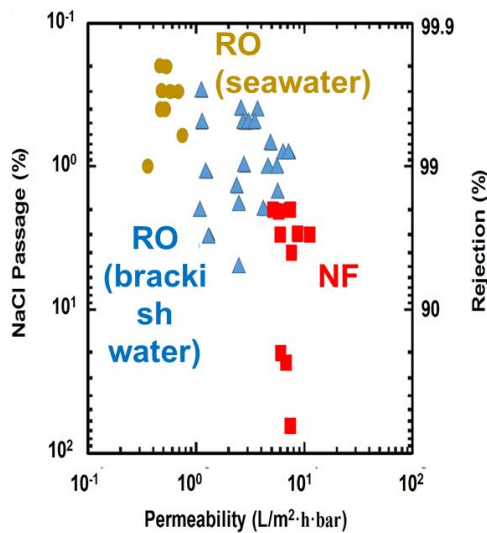 10⁻¹
99.9
RO
(seawater)
NaCl Passage (%)
10⁰
99
Rejection (%)
RO
(bracki
sh
water)
NF
10¹
90
10²
10⁻¹
10⁰
10¹
10²
Permeability (L/m²·h·bar)